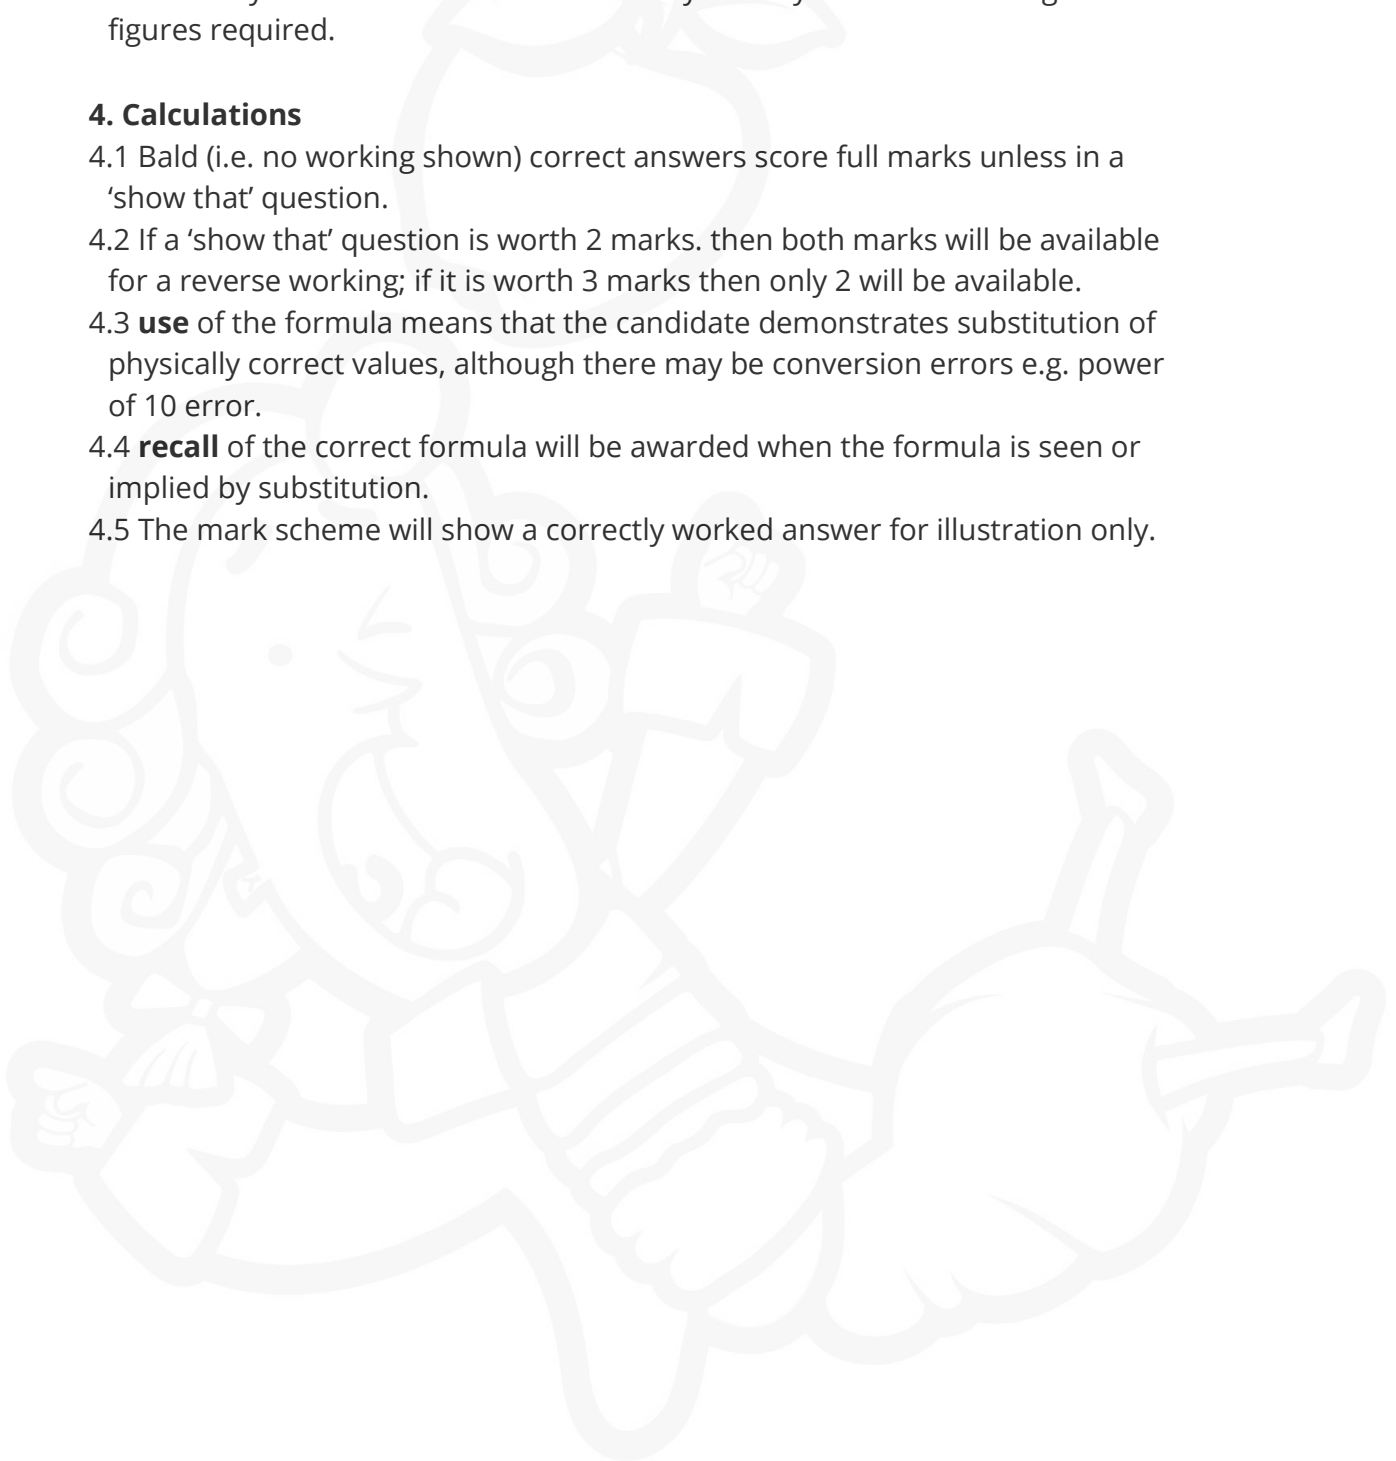 figures required.
4. Calculations
4.1 Bald (i.e. no working shown) correct answers score full marks unless in a
‘show that’ question.
4.2 If a ‘show that’ question is worth 2 marks. then both marks will be available
for a reverse working; if it is worth 3 marks then only 2 will be available.
4.3 use of the formula means that the candidate demonstrates substitution of
physically correct values, although there may be conversion errors e.g. power
of 10 error.
4.4 recall of the correct formula will be awarded when the formula is seen or
implied by substitution.
4.5 The mark scheme will show a correctly worked answer for illustration only.